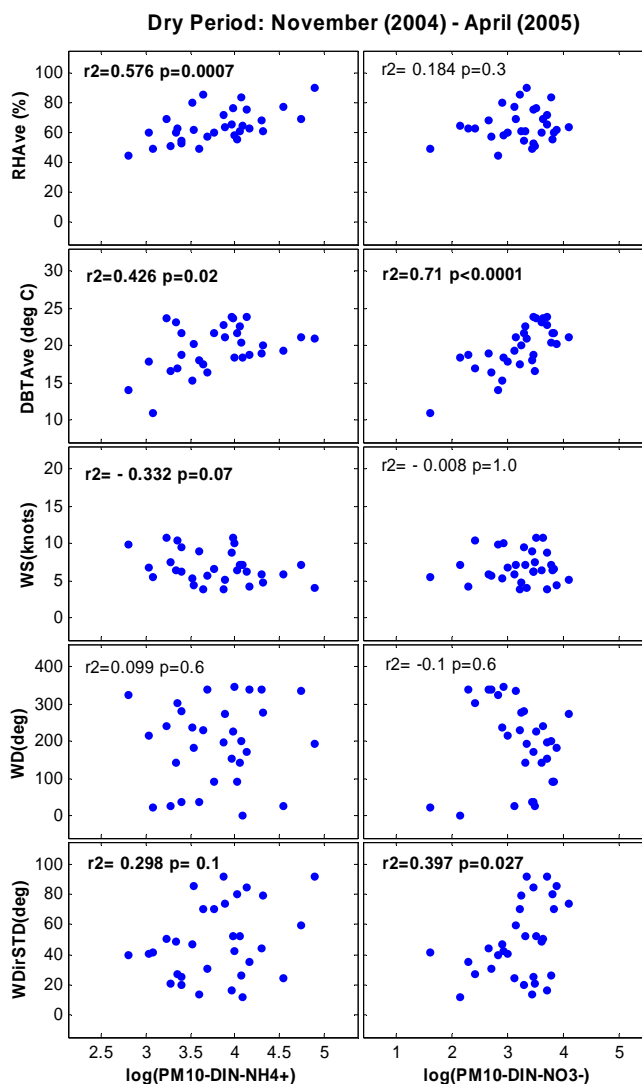 Dry Period: November (2004) - April (2005)
r2=0.576 p=0.0007
r2= 0.184 p=0.3
RHAve (%)
100
80
60
40
20
0
r2=0.426 p=0.02
r2=0.71 p<0.0001
DBTAve (deg C)
30
25
20
15
10
r2= - 0.332 p=0.07
r2= - 0.008 p=1.0
WS(knots)
20
15
10
5
0
r2=0.099 p=0.6
r2= -0.1 p=0.6
WD(deg)
400
300
200
100
0
r2= 0.298 p= 0.1
r2=0.397 p=0.027
WDirSTD(deg)
100
80
60
40
20
0
2.5 3 3.5 4 4.5 5
1 2 3 4 5
log(PM10-DIN-NH4+)
log(PM10-DIN-NO3-)